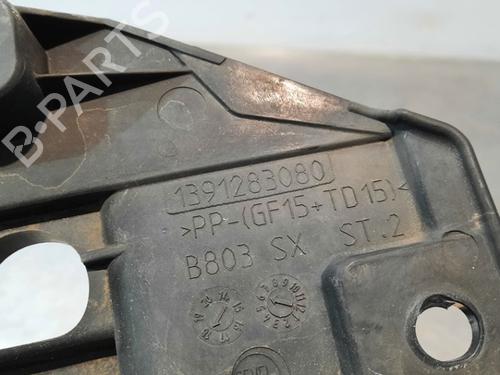 B-PARTS
1391283080
>PP-(GF15+TD15)<
B803 SX ST.2